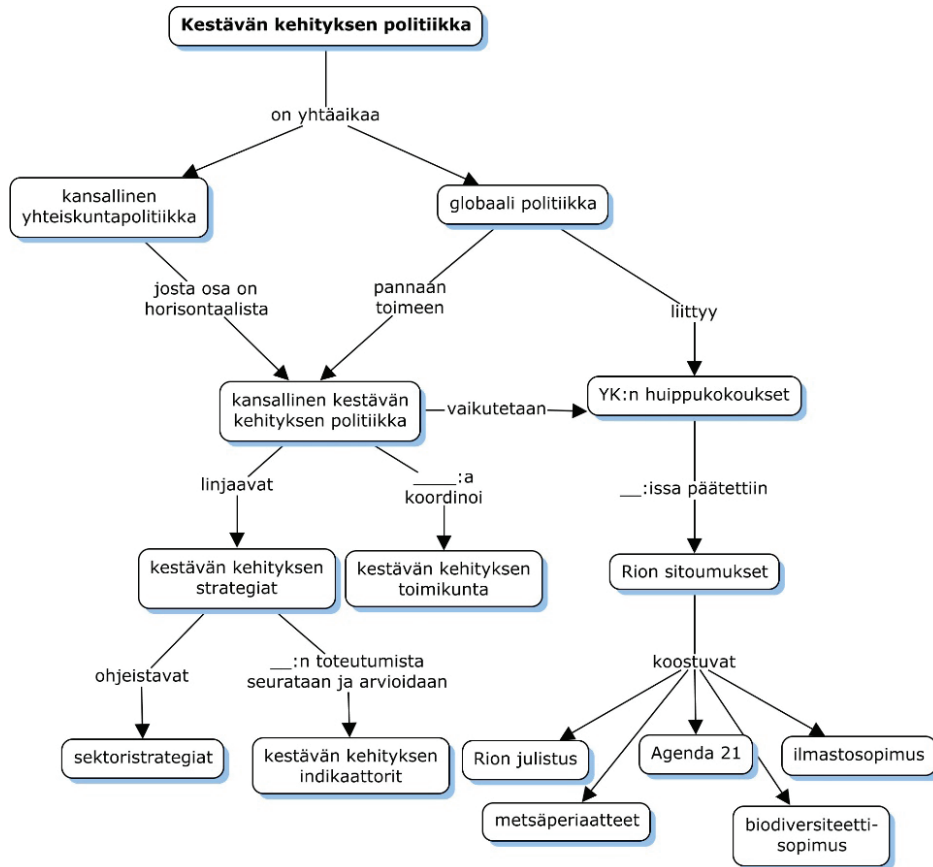 Kestävän kehityksen politiikka
on yhtäaikaa
kansallinen
yhteiskuntapolitiikka
globaali politiikka
josta osa on
horisontaalista
pannaan
toimeen
liittyy
kansallinen kestävän
kehityksen politiikka
vaikutetaan
YK:n huippukokoukset
linjaavat
____:a
koordinoi
__:issa päätettiin
kestävän kehityksen
strategiat
kestävän kehityksen
toimikunta
Rion sitoumukset
ohjeistavat
__:n toteutumista
seurataan ja arvioidaan
koostuvat
sektoristrategiat
kestävän kehityksen
indikaattorit
Rion julistus
Agenda 21
ilmastosopimus
metsäperiaatteet
biodiversiteetti-
sopimus